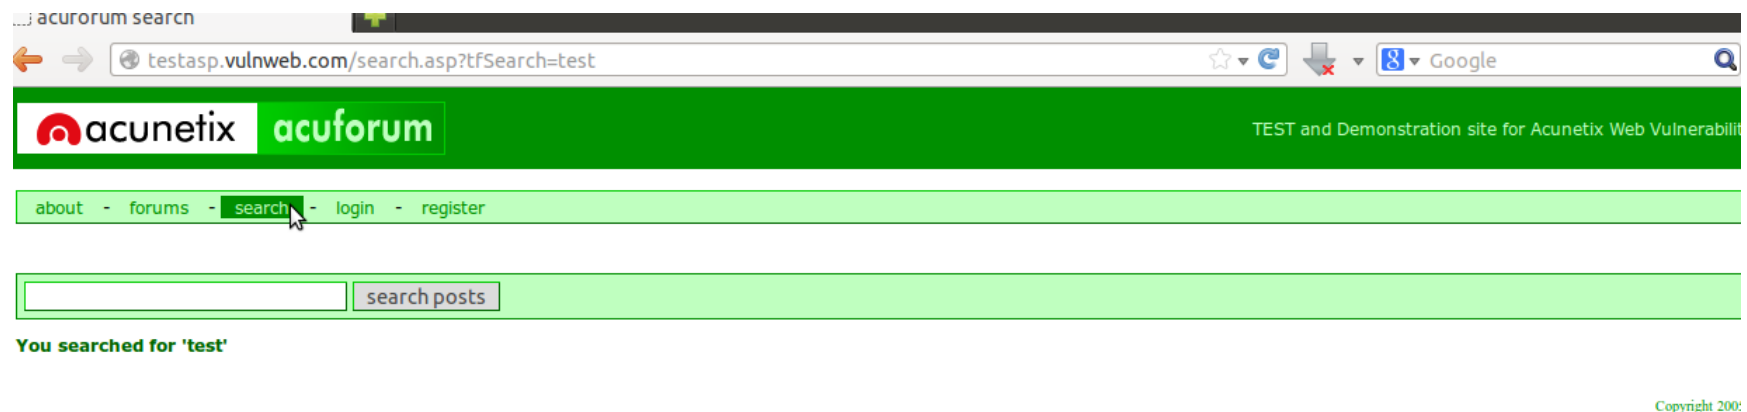 acuforum search
testasp.vulnweb.com/search.asp?tfSearch=test
Google
acunetix acuforum
TEST and Demonstration site for Acunetix Web Vulnerabilit
about - forums - search - login - register
search posts
You searched for 'test'
Copyright 2005